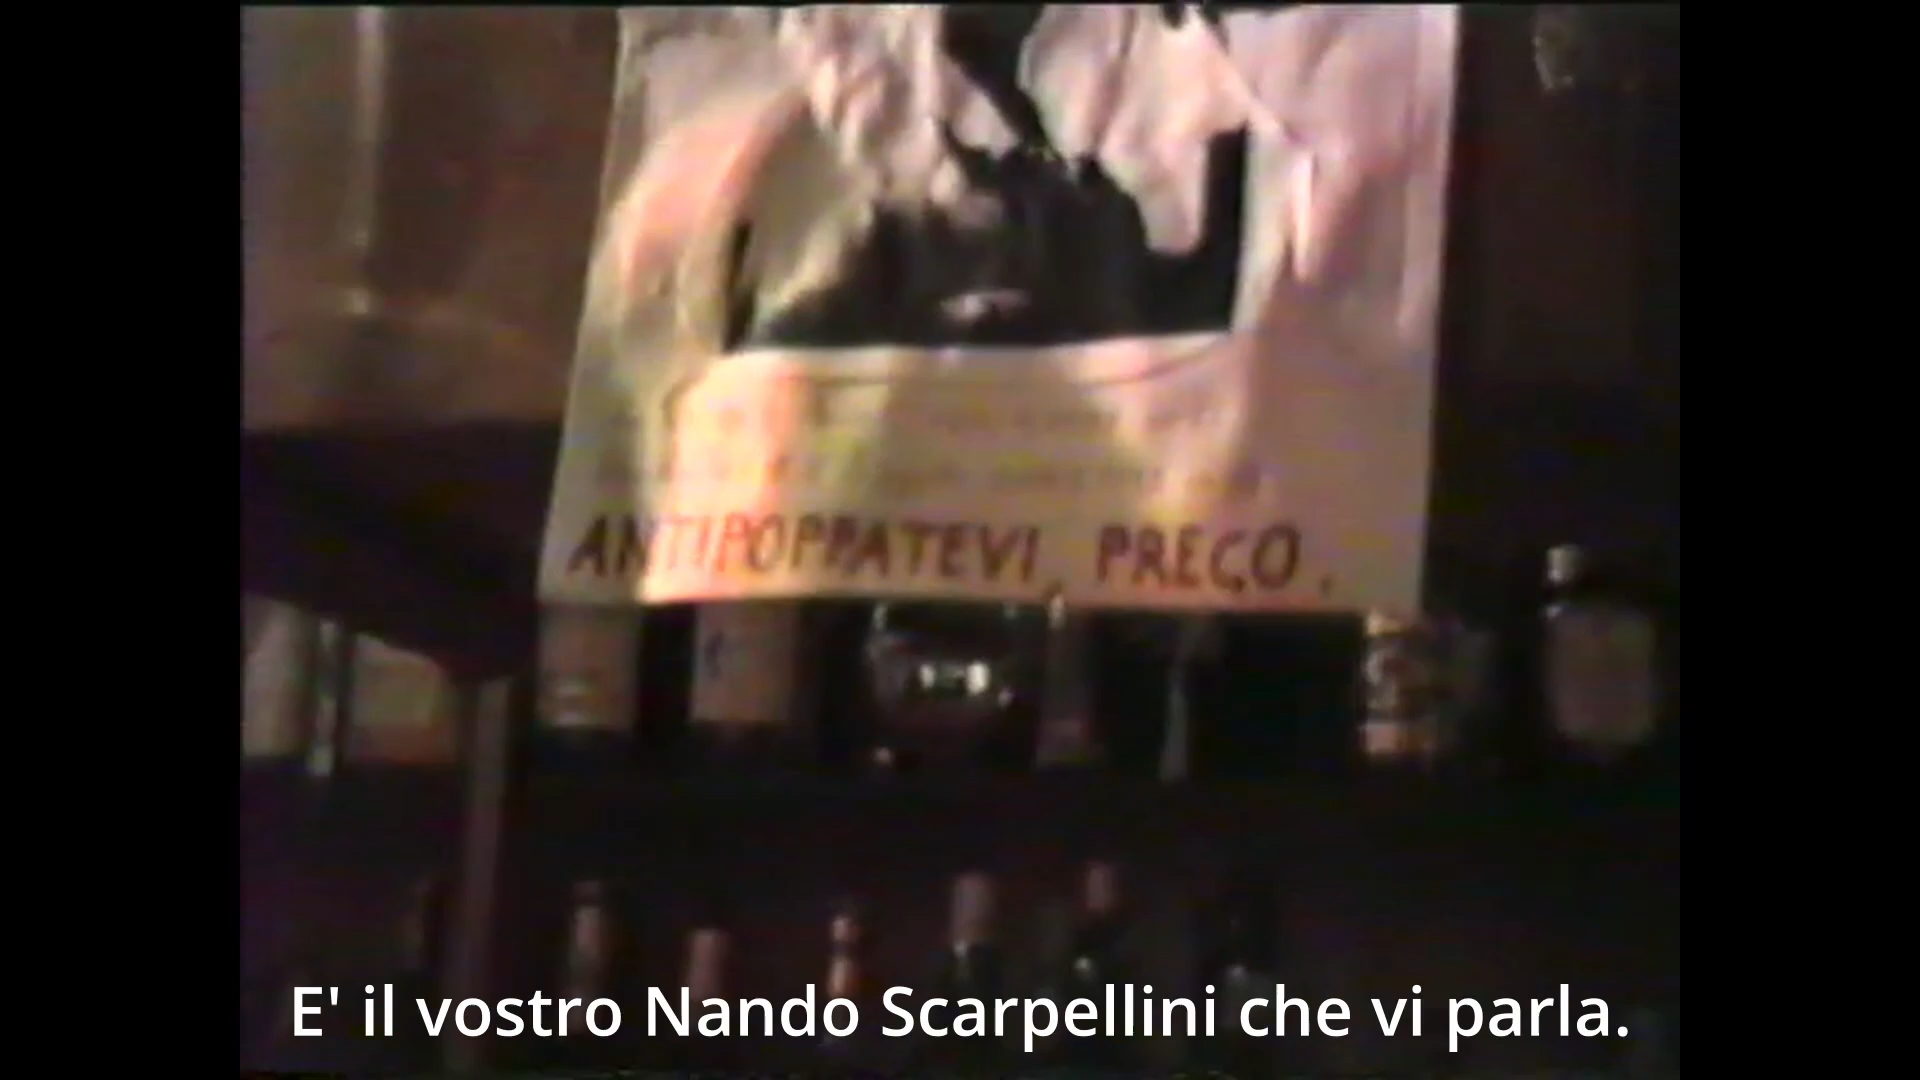 ANTIPOPPATEVI, PREGO.
E' il vostro Nando Scarpellini che vi parla.